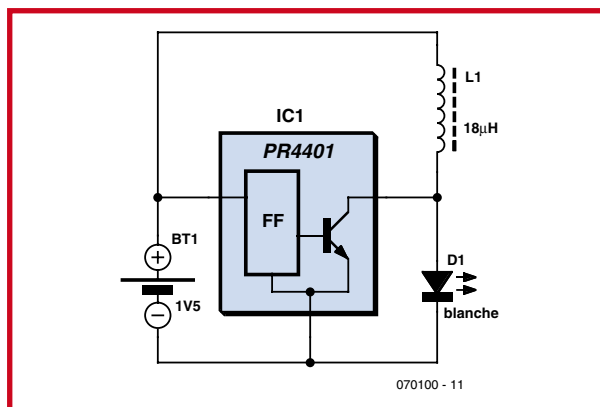 L1
IC1
18µH
PR4401
FF
BT1
+
D1
1V5
−
blanche
070100 - 11